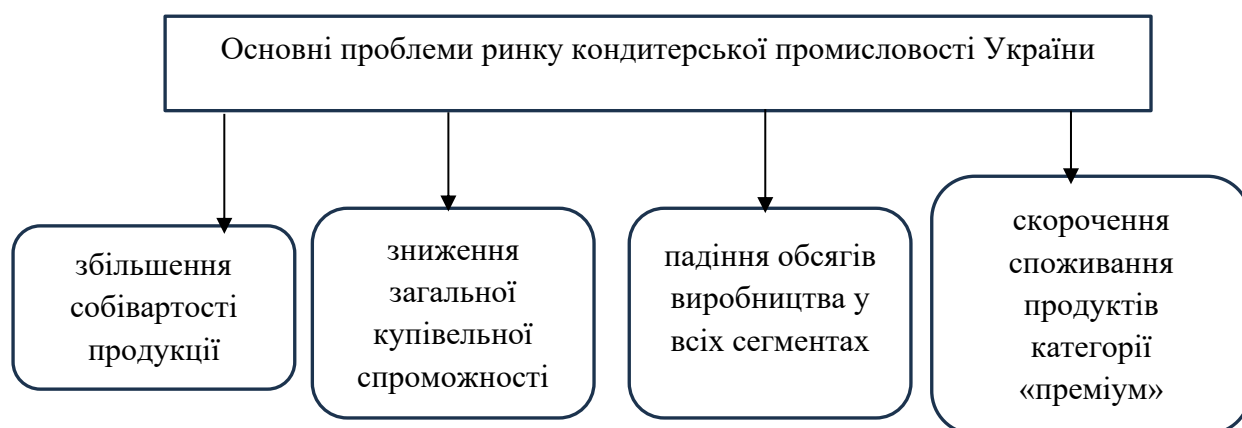 Основні проблеми ринку кондитерської промисловості України
збільшення
собівартості
продукції
зниження
загальної
купівельної
спроможності
падіння обсягів
виробництва у
всіх сегментах
скорочення
споживання
продуктів
категорії
«преміум»